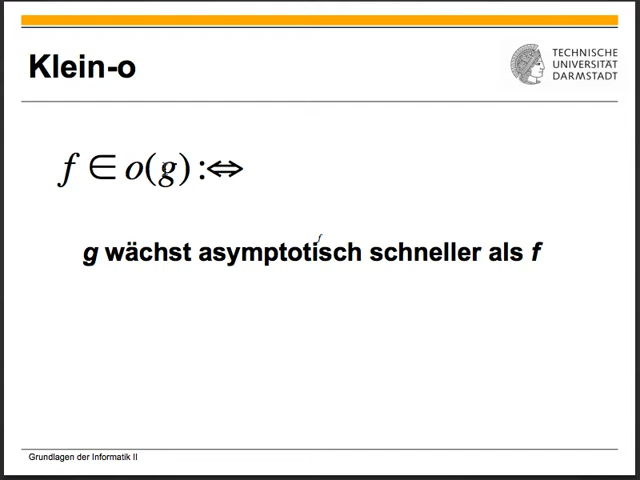 Klein-o
TECHNISCHE
UNIVERSITÄT
DARMSTADT
f ∈ o(g) :⇔
f
g wächst asymptotisch schneller als f
Grundlagen der Informatik II